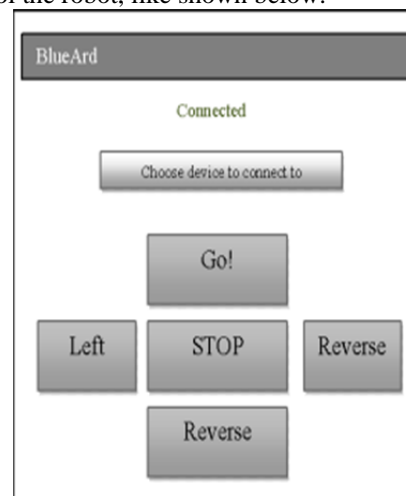 of the robot, like shown below:
BlueArd
Connected
Choose device to connect to
Go!
Left STOP Reverse
Reverse